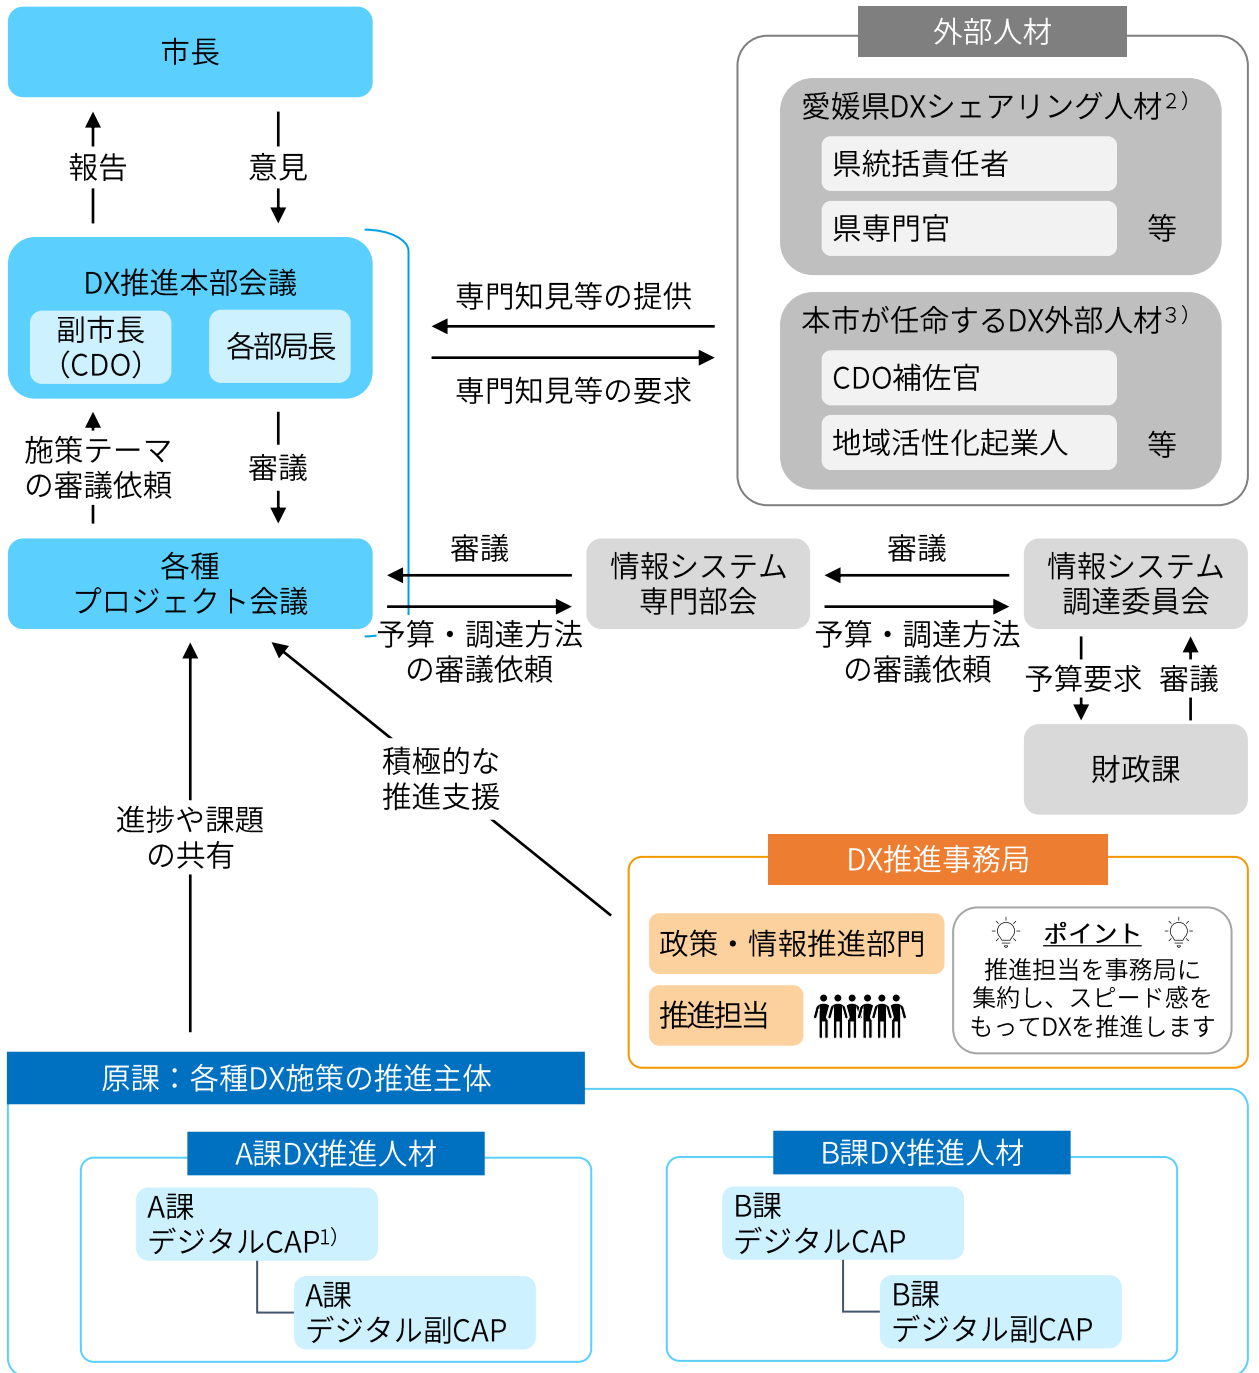 市長
報告
意見
DX推進本部会議
副市長
（CDO）
各部局長
施策テーマ
の審議依頼
審議
各種
プロジェクト会議
専門知見等の提供
専門知見等の要求
外部人材
愛媛県DXシェアリング人材2）
県統括責任者
県専門官
等
本市が任命するDX外部人材3）
CDO補佐官
地域活性化起業人
等
審議
予算・調達方法
の審議依頼
情報システム
専門部会
審議
予算・調達方法
の審議依頼
情報システム
調達委員会
予算要求
審議
財政課
積極的な
推進支援
進捗や課題
の共有
DX推進事務局
政策・情報推進部門
推進担当
ポイント
推進担当を事務局に
集約し、スピード感を
もってDXを推進します
原課：各種DX施策の推進主体
A課DX推進人材
A課
デジタルCAP1）
A課
デジタル副CAP
B課DX推進人材
B課
デジタルCAP
B課
デジタル副CAP